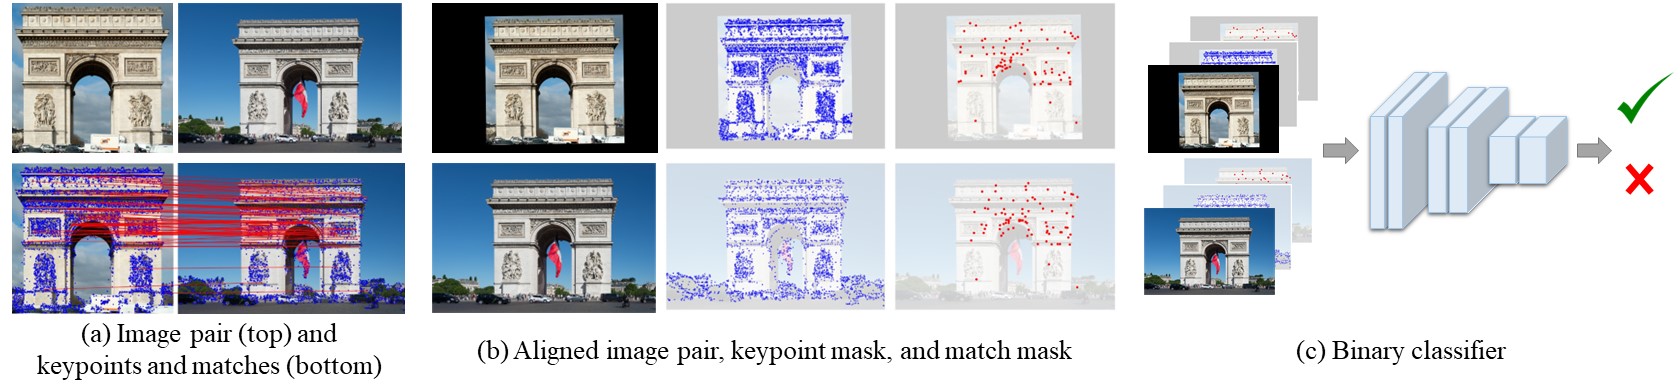 (a) Image pair (top) and
keypoints and matches (bottom)
(b) Aligned image pair, keypoint mask, and match mask
(c) Binary classifier